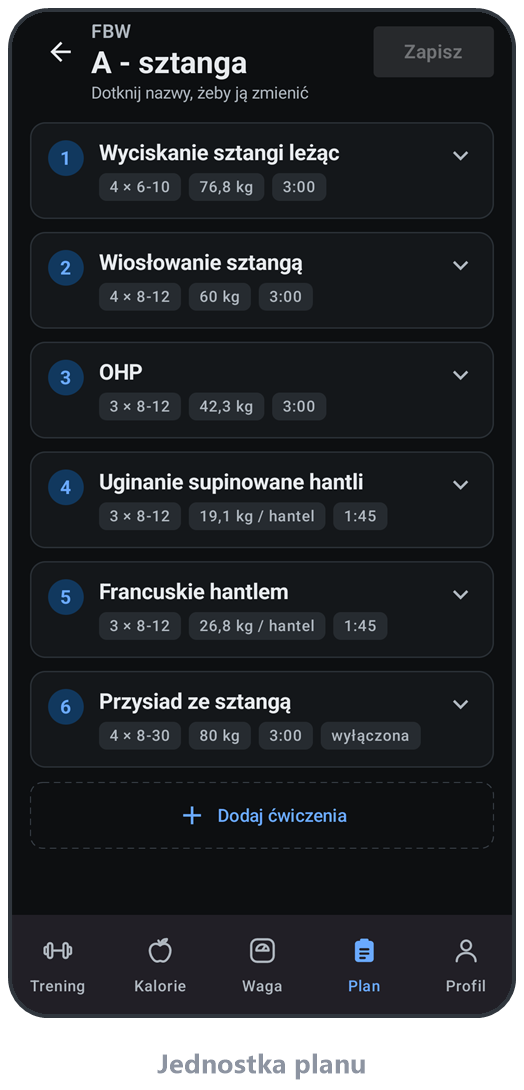 FBW
A - sztanga
Zapisz
Dotknij nazwy, żeby ją zmienić
1
Wyciskanie sztangi leżąc
4 × 6-10 76,8 kg 3:00
2
Wiosłowanie sztangą
4 × 8-12 60 kg 3:00
3
OHP
3 × 8-12 42,3 kg 3:00
4
Uginanie supinowane hantli
3 × 8-12 19,1 kg / hantel 1:45
5
Francuskie hantlem
3 × 8-12 26,8 kg / hantel 1:45
6
Przysiad ze sztangą
4 × 8-30 80 kg 3:00 wyłączona
+ Dodaj ćwiczenia
Trening Kalorie Waga Plan Profil
Jednostka planu